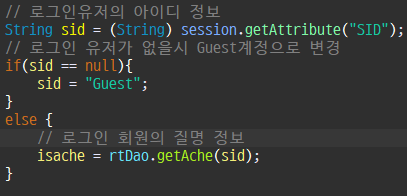 // 로그인유저의 아이디 정보
String sid = (String) session.getAttribute("SID");
// 로그인 유저가 없을시 Guest계정으로 변경
if(sid == null){
    sid = "Guest";
}
else {
    // 로그인 회원의 질명 정보
    isache = rtDao.getAche(sid);
}